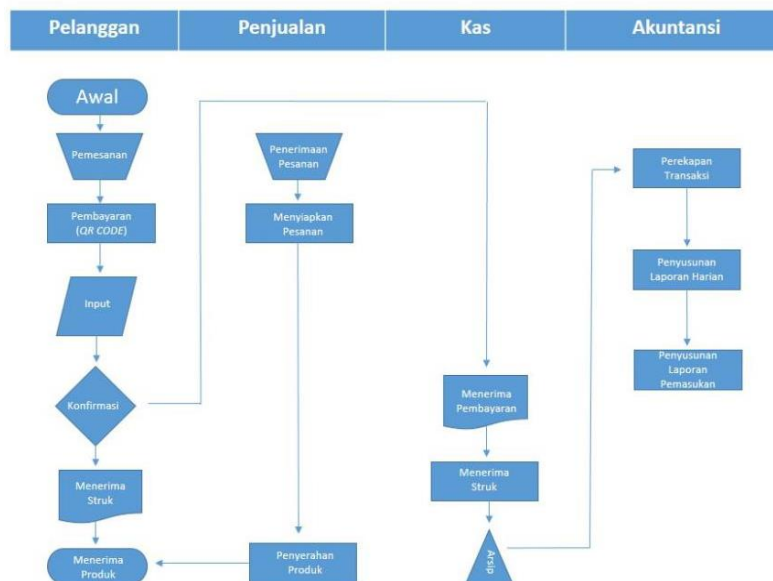 Pelanggan
Penjualan
Kas
Akuntansi
Awal
Pemesanan
Pembayaran
(QR CODE)
Input
Konfirmasi
Menerima
Struk
Menerima
Produk
Penerimaan
Pesanan
Menyiapkan
Pesanan
Penyerahan
Produk
Menerima
Pembayaran
Menerima
Struk
Arsip
Perekapan
Transaksi
Penyusunan
Laporan Harian
Penyusunan
Laporan
Pemasukan